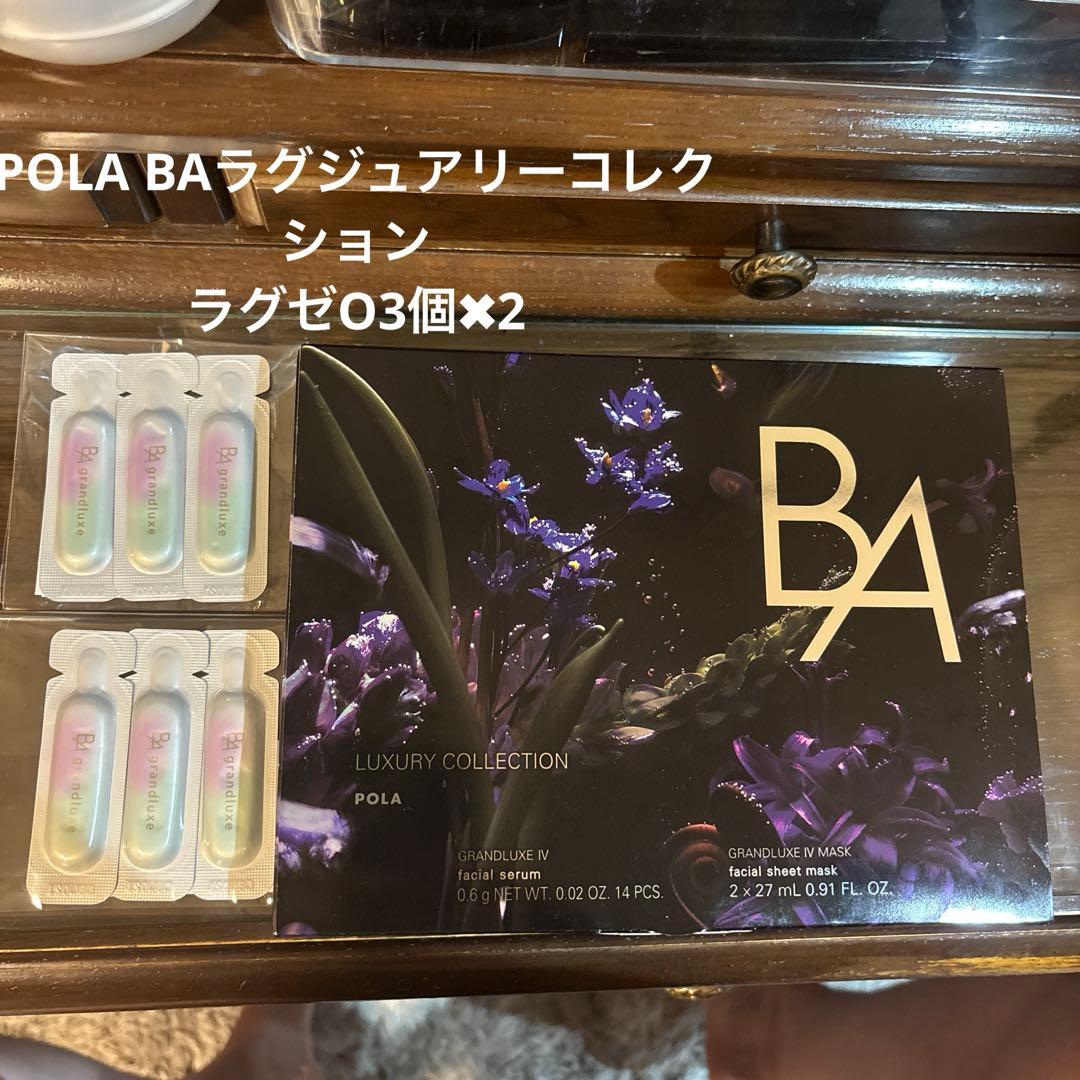 POLA BAラグジュアリーコレク
ション
ラグゼO3個✖2
BA grandluxe
BA grandluxe
BA grandluxe
BA grandluxe
BA grandluxe
BA grandluxe
BA
LUXURY COLLECTION
POLA
GRANDLUXE IV
facial serum
0.6 g NET WT. 0.02 OZ. 14 PCS.
GRANDLUXE IV MASK
facial sheet mask
2 × 27 mL 0.91 FL. OZ.